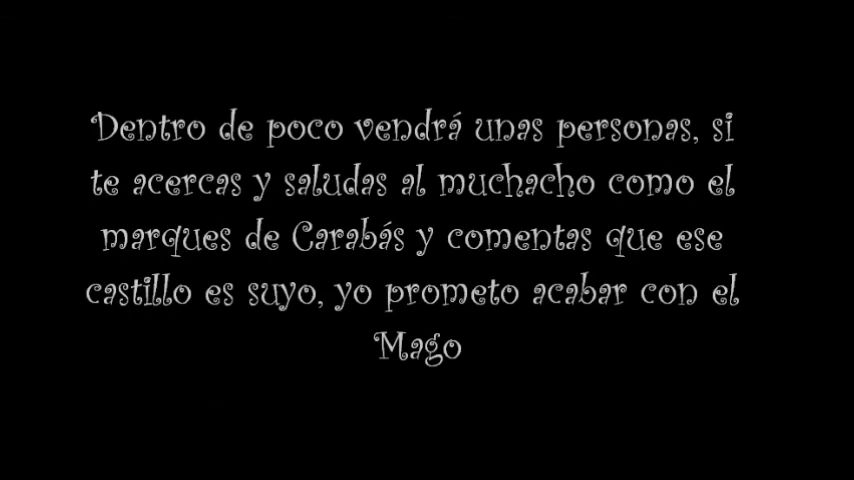 Dentro de poco vendrá unas personas, si
te acercas y saludas al muchacho como el
marques de Carabás y comentas que ese
castillo es suyo, yo prometo acabar con el
Mago